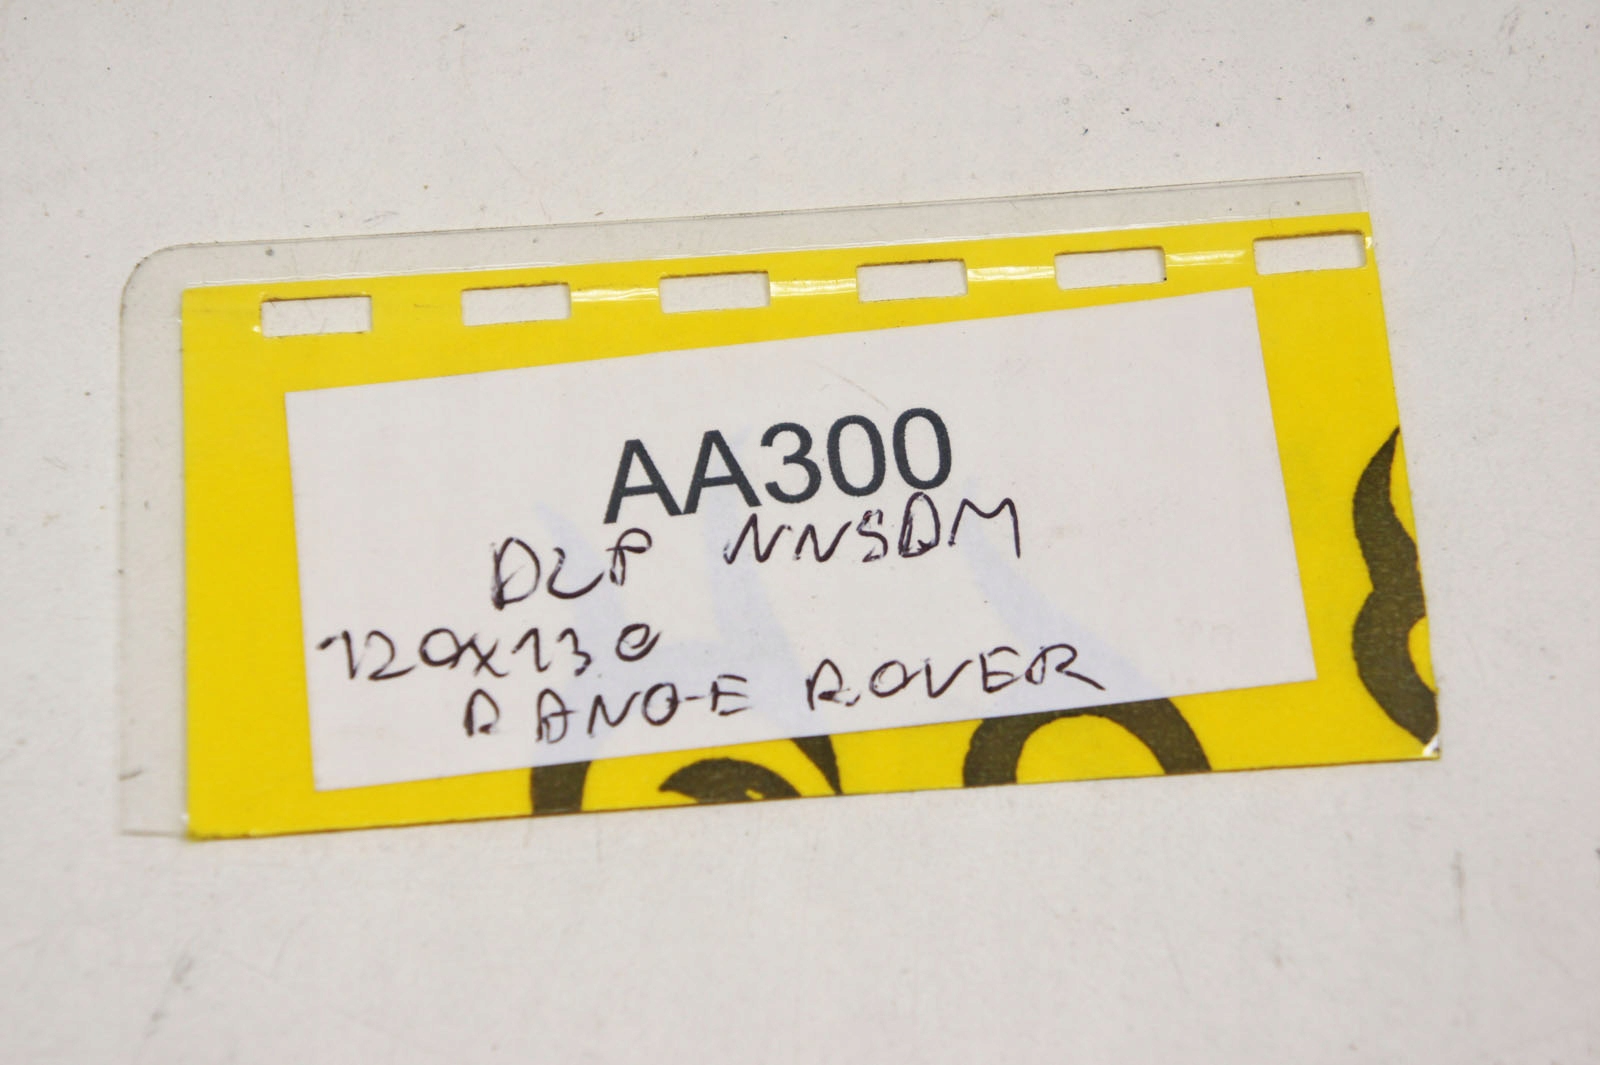 AA300
DLP NNSDM
120x130
RANGE ROVER